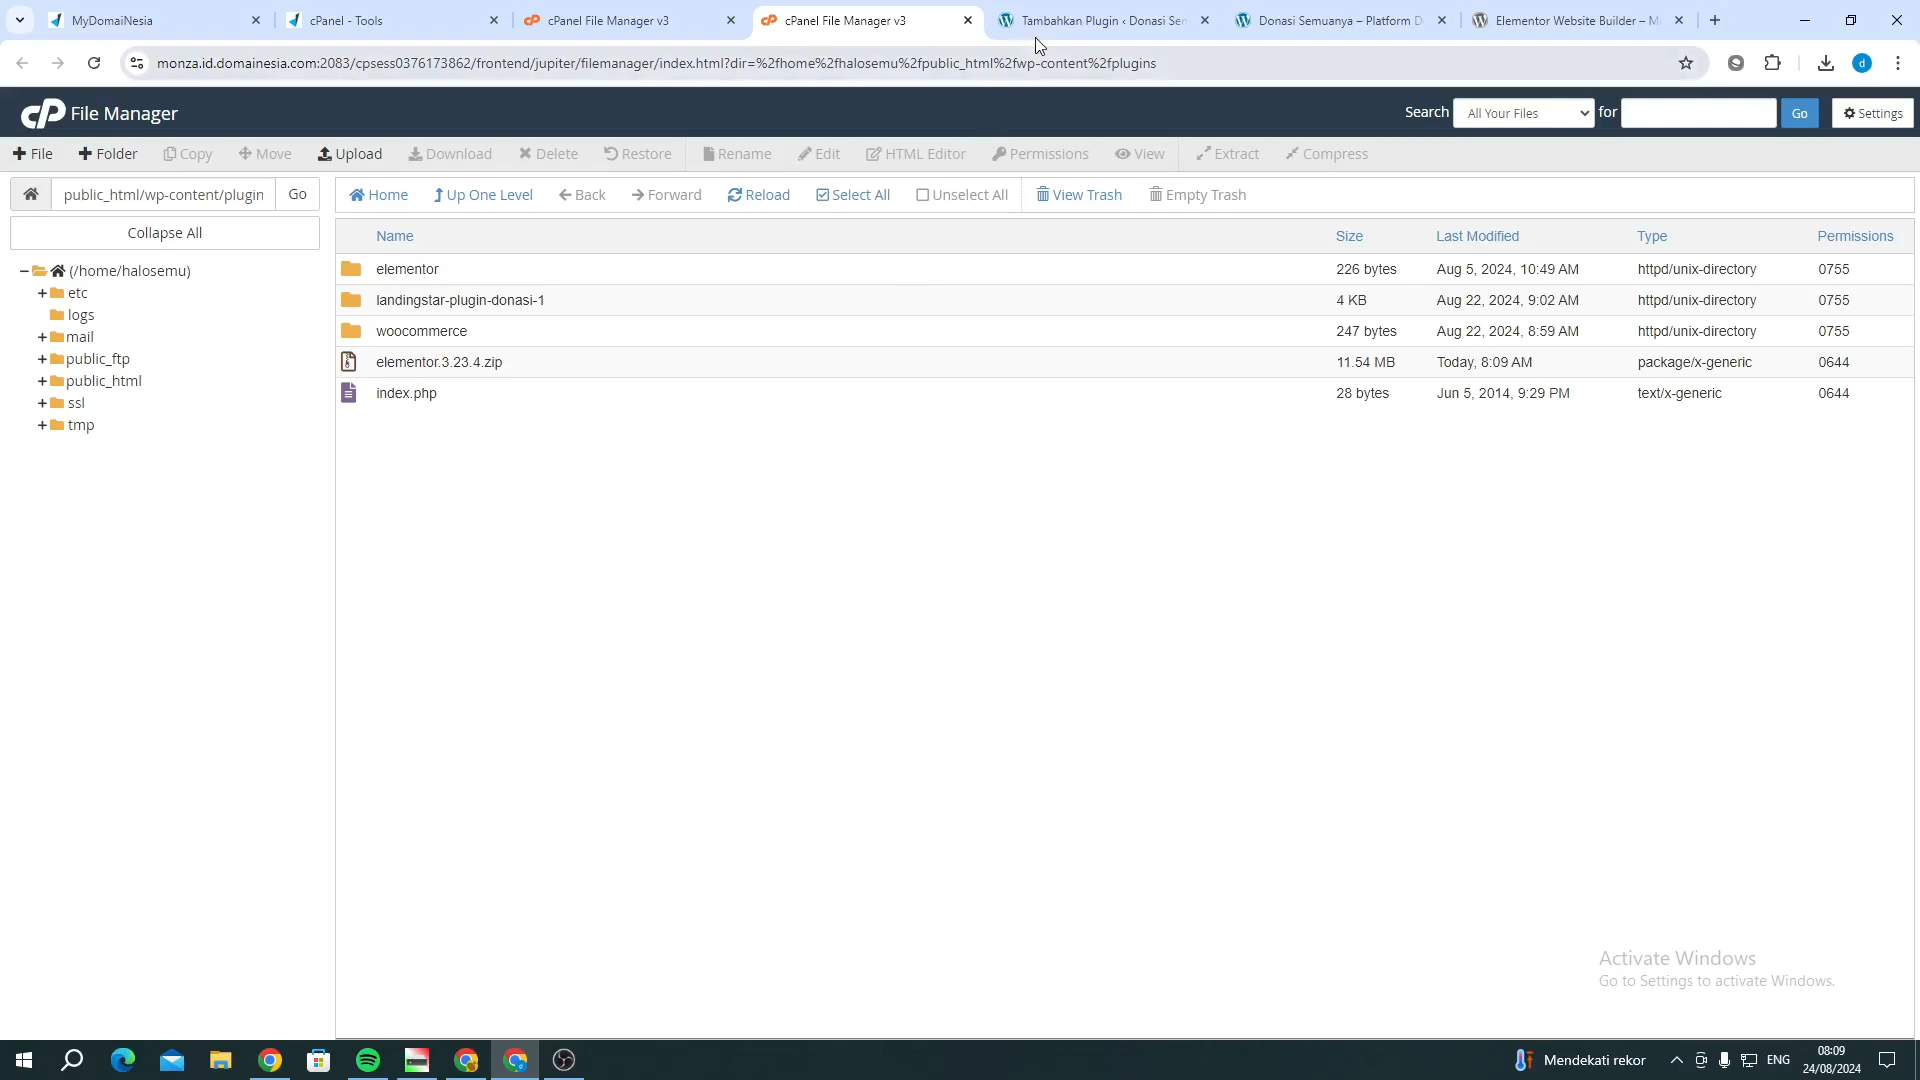 MyDomaiNesia
cPanel - Tools
cPanel File Manager v3
cPanel File Manager v3
Tambahkan Plugin ‹ Donasi Sem
Donasi Semuanya – Platform D
Elementor Website Builder – Mo
monza.id.domainesia.com:2083/cpsess0376173862/frontend/jupiter/filemanager/index.html?dir=%2fhome%2fhalosemu%2fpublic_html%2fwp-content%2fplugins
d
cP File Manager
Search All Your Files for Go Settings
File Folder Copy Move Upload Download Delete Restore Rename Edit HTML Editor Permissions View Extract Compress
public_html/wp-content/plugin Go
Home Up One Level Back Forward Reload Select All Unselect All View Trash Empty Trash
Collapse All
(/home/halosemu)
etc
logs
mail
public_ftp
public_html
ssl
tmp
Name Size Last Modified Type Permissions
elementor 226 bytes Aug 5, 2024, 10:49 AM httpd/unix-directory 0755
landingstar-plugin-donasi-1 4 KB Aug 22, 2024, 9:02 AM httpd/unix-directory 0755
woocommerce 247 bytes Aug 22, 2024, 8:59 AM httpd/unix-directory 0755
elementor.3.23.4.zip 11.54 MB Today, 8:09 AM package/x-generic 0644
index.php 28 bytes Jun 5, 2014, 9:29 PM text/x-generic 0644
Activate Windows
Go to Settings to activate Windows.
Mendekati rekor
ENG
08:09
24/08/2024